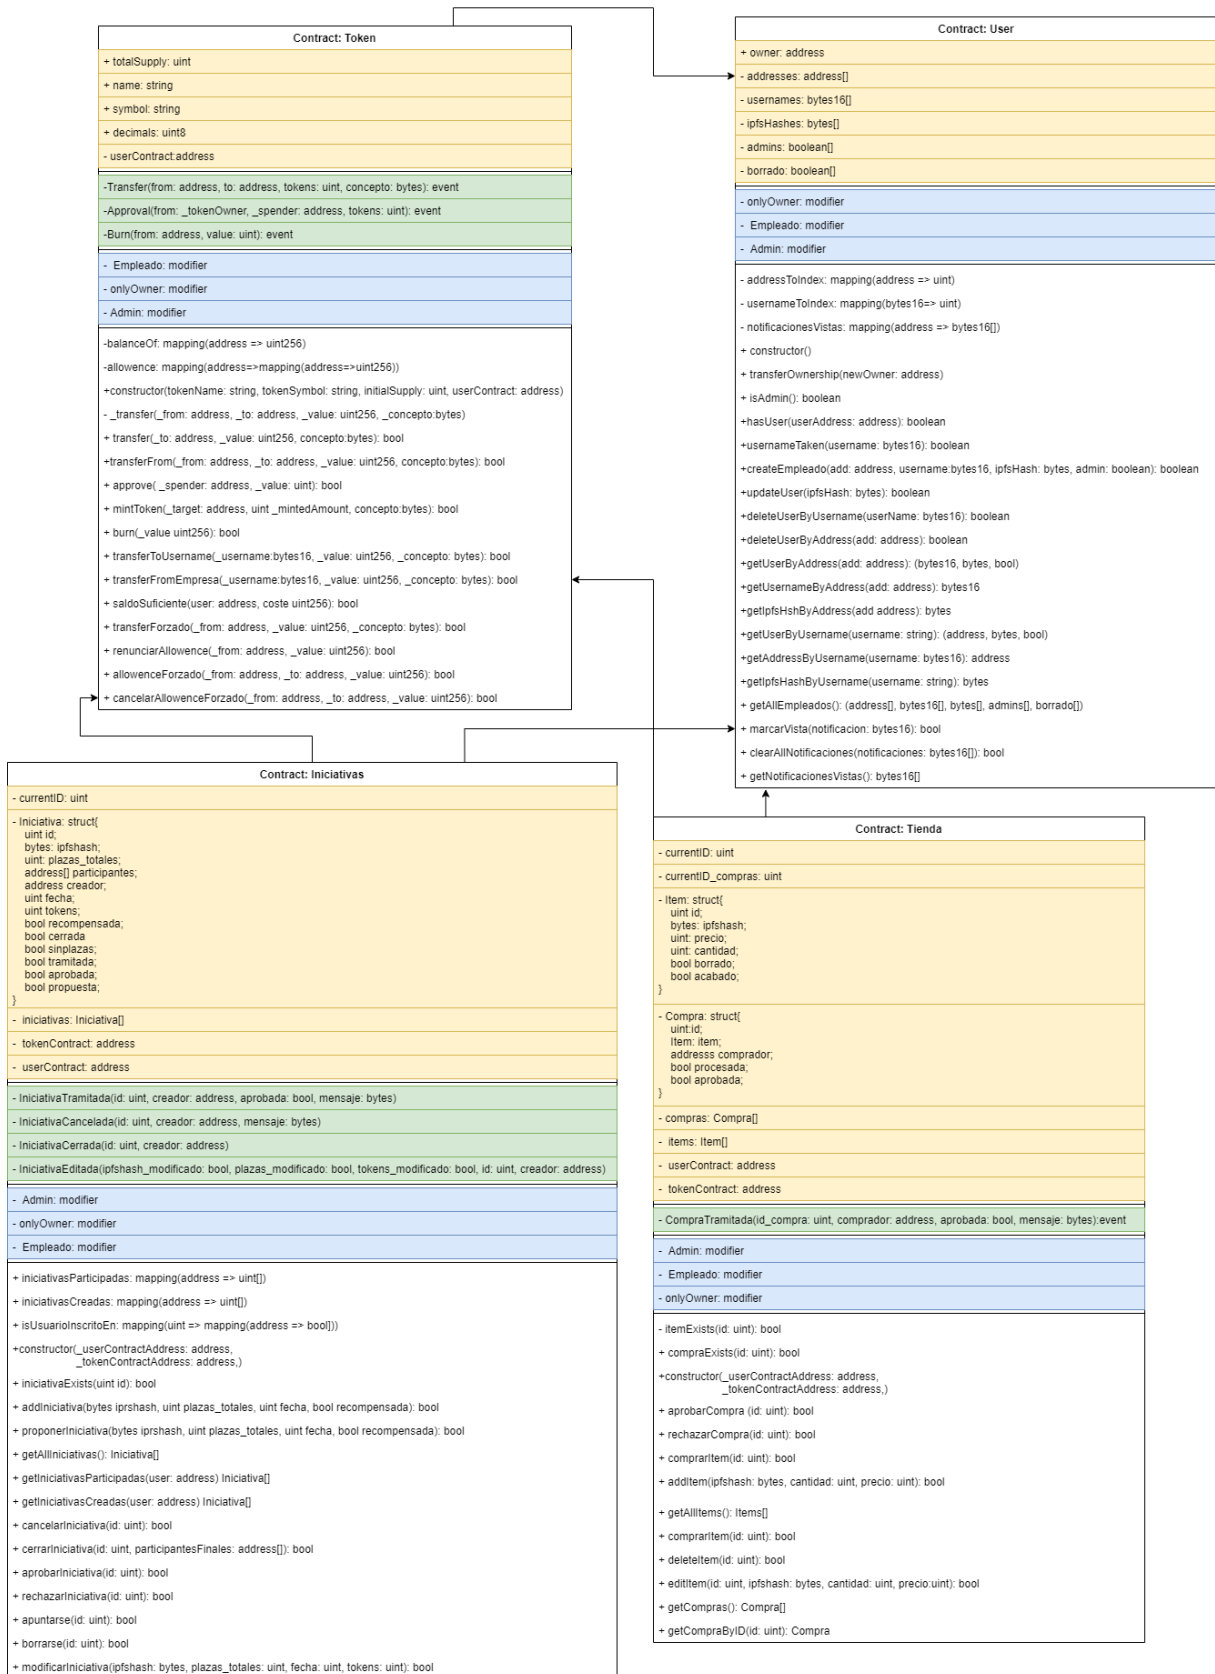 Contract: Token
+ totalSupply: uint
+ name: string
+ symbol: string
+ decimals: uint8
- userContract:address
-Transfer(from: address, to: address, tokens: uint, concepto: bytes): event
-Approval(from: _tokenOwner, _spender: address, tokens: uint): event
-Burn(from: address, value: uint): event
- Empleado: modifier
- onlyOwner: modifier
- Admin: modifier
-balanceOf: mapping(address => uint256)
-allowence: mapping(address=>mapping(address=>uint256))
+constructor(tokenName: string, tokenSymbol: string, initialSupply: uint, userContract: address)
- _transfer(_from: address, _to: address, _value: uint256, _concepto:bytes)
+ transfer(_to: address, _value: uint256, concepto:bytes): bool
+transferFrom(_from: address, _to: address, _value: uint256, concepto:bytes): bool
+ approve( _spender: address, _value: uint): bool
+ mintToken(_target: address, uint _mintedAmount, concepto:bytes): bool
+ burn(_value uint256): bool
+ transferToUsername(_username:bytes16, _value: uint256, _concepto: bytes): bool
+ transferFromEmpresa(_username:bytes16, _value: uint256, _concepto: bytes): bool
+ saldoSuficiente(user: address, coste uint256): bool
+ transferForzado(_from: address, _value: uint256, _concepto: bytes): bool
+ renunciarAllowence(_from: address, _value: uint256): bool
+ allowenceForzado(_from: address, _to: address, _value: uint256): bool
+ cancelarAllowenceForzado(_from: address, _to: address, _value: uint256): bool
Contract: User
+ owner: address
- addresses: address[]
- usernames: bytes16[]
- ipfsHashes: bytes[]
- admins: boolean[]
- borrado: boolean[]
- onlyOwner: modifier
- Empleado: modifier
- Admin: modifier
- addressToIndex: mapping(address => uint)
- usernameToIndex: mapping(bytes16=> uint)
- notificacionesVistas: mapping(address => bytes16[])
+ constructor()
+ transferOwnership(newOwner: address)
+ isAdmin(): boolean
+hasUser(userAddress: address): boolean
+usernameTaken(username: bytes16): boolean
+createEmpleado(add: address, username:bytes16, ipfsHash: bytes, admin: boolean): boolean
+updateUser(ipfsHash: bytes): boolean
+deleteUserByUsername(userName: bytes16): boolean
+deleteUserByAddress(add: address): boolean
+getUserByAddress(add: address): (bytes16, bytes, bool)
+getUsernameByAddress(add: address): bytes16
+getIpfsHshByAddress(add address): bytes
+getUserByUsername(username: string): (address, bytes, bool)
+getAddressByUsername(username: bytes16): address
+getIpfsHashByUsername(username: string): bytes
+ getAllEmpleados(): (address[], bytes16[], bytes[], admins[], borrado[])
+ marcarVista(notificacion: bytes16): bool
+ clearAllNotificaciones(notificaciones: bytes16[]): bool
+ getNotificacionesVistas(): bytes16[]
Contract: Iniciativas
- currentID: uint
- Iniciativa: struct{
uint id;
bytes: ipfshash;
uint: plazas_totales;
address[] participantes;
address creador;
uint fecha;
uint tokens;
bool recompensada;
bool cerrada
bool sinplazas;
bool tramitada;
bool aprobada;
bool propuesta;
}
- iniciativas: Iniciativa[]
- tokenContract: address
- userContract: address
- IniciativaTramitada(id: uint, creador: address, aprobada: bool, mensaje: bytes)
- IniciativaCancelada(id: uint, creador: address, mensaje: bytes)
- IniciativaCerrada(id: uint, creador: address)
- IniciativaEditada(ipfshash_modificado: bool, plazas_modificado: bool, tokens_modificado: bool, id: uint, creador: address)
- Admin: modifier
- onlyOwner: modifier
- Empleado: modifier
+ iniciativasParticipadas: mapping(address => uint[])
+ iniciativasCreadas: mapping(address => uint[])
+ isUsuarioInscritoEn: mapping(uint => mapping(address => bool]))
+constructor(_userContractAddress: address,
_tokenContractAddress: address,)
+ iniciativaExists(uint id): bool
+ addIniciativa(bytes iprshash, uint plazas_totales, uint fecha, bool recompensada): bool
+ proponerIniciativa(bytes iprshash, uint plazas_totales, uint fecha, bool recompensada): bool
+ getAllIniciativas(): Iniciativa[]
+ getIniciativasParticipadas(user: address) Iniciativa[]
+ getIniciativasCreadas(user: address) Iniciativa[]
+ cancelarIniciativa(id: uint): bool
+ cerrarIniciativa(id: uint, participantesFinales: address[]): bool
+ aprobarIniciativa(id: uint): bool
+ rechazarIniciativa(id: uint): bool
+ apuntarse(id: uint): bool
+ borrarse(id: uint): bool
+ modificarIniciativa(ipfshash: bytes, plazas_totales: uint, fecha: uint, tokens: uint): bool
Contract: Tienda
- currentID: uint
- currentID_compras: uint
- Item: struct{
uint id;
bytes: ipfshash;
uint: precio;
uint: cantidad;
bool borrado;
bool acabado;
}
- Compra: struct{
uint:id;
Item: item;
addresss comprador;
bool procesada;
bool aprobada;
}
- compras: Compra[]
- items: Item[]
- userContract: address
- tokenContract: address
- CompraTramitada(id_compra: uint, comprador: address, aprobada: bool, mensaje: bytes):event
- Admin: modifier
- Empleado: modifier
- onlyOwner: modifier
- itemExists(id: uint): bool
+ compraExists(id: uint): bool
+constructor(_userContractAddress: address,
_tokenContractAddress: address,)
+ aprobarCompra (id: uint): bool
+ rechazarCompra(id: uint): bool
+ comprarItem(id: uint): bool
+ addItem(ipfshash: bytes, cantidad: uint, precio: uint): bool
+ getAllItems(): Items[]
+ comprarItem(id: uint): bool
+ deleteItem(id: uint): bool
+ editItem(id: uint, ipfshash: bytes, cantidad: uint, precio:uint): bool
+ getCompras(): Compra[]
+ getCompraByID(id: uint): Compra